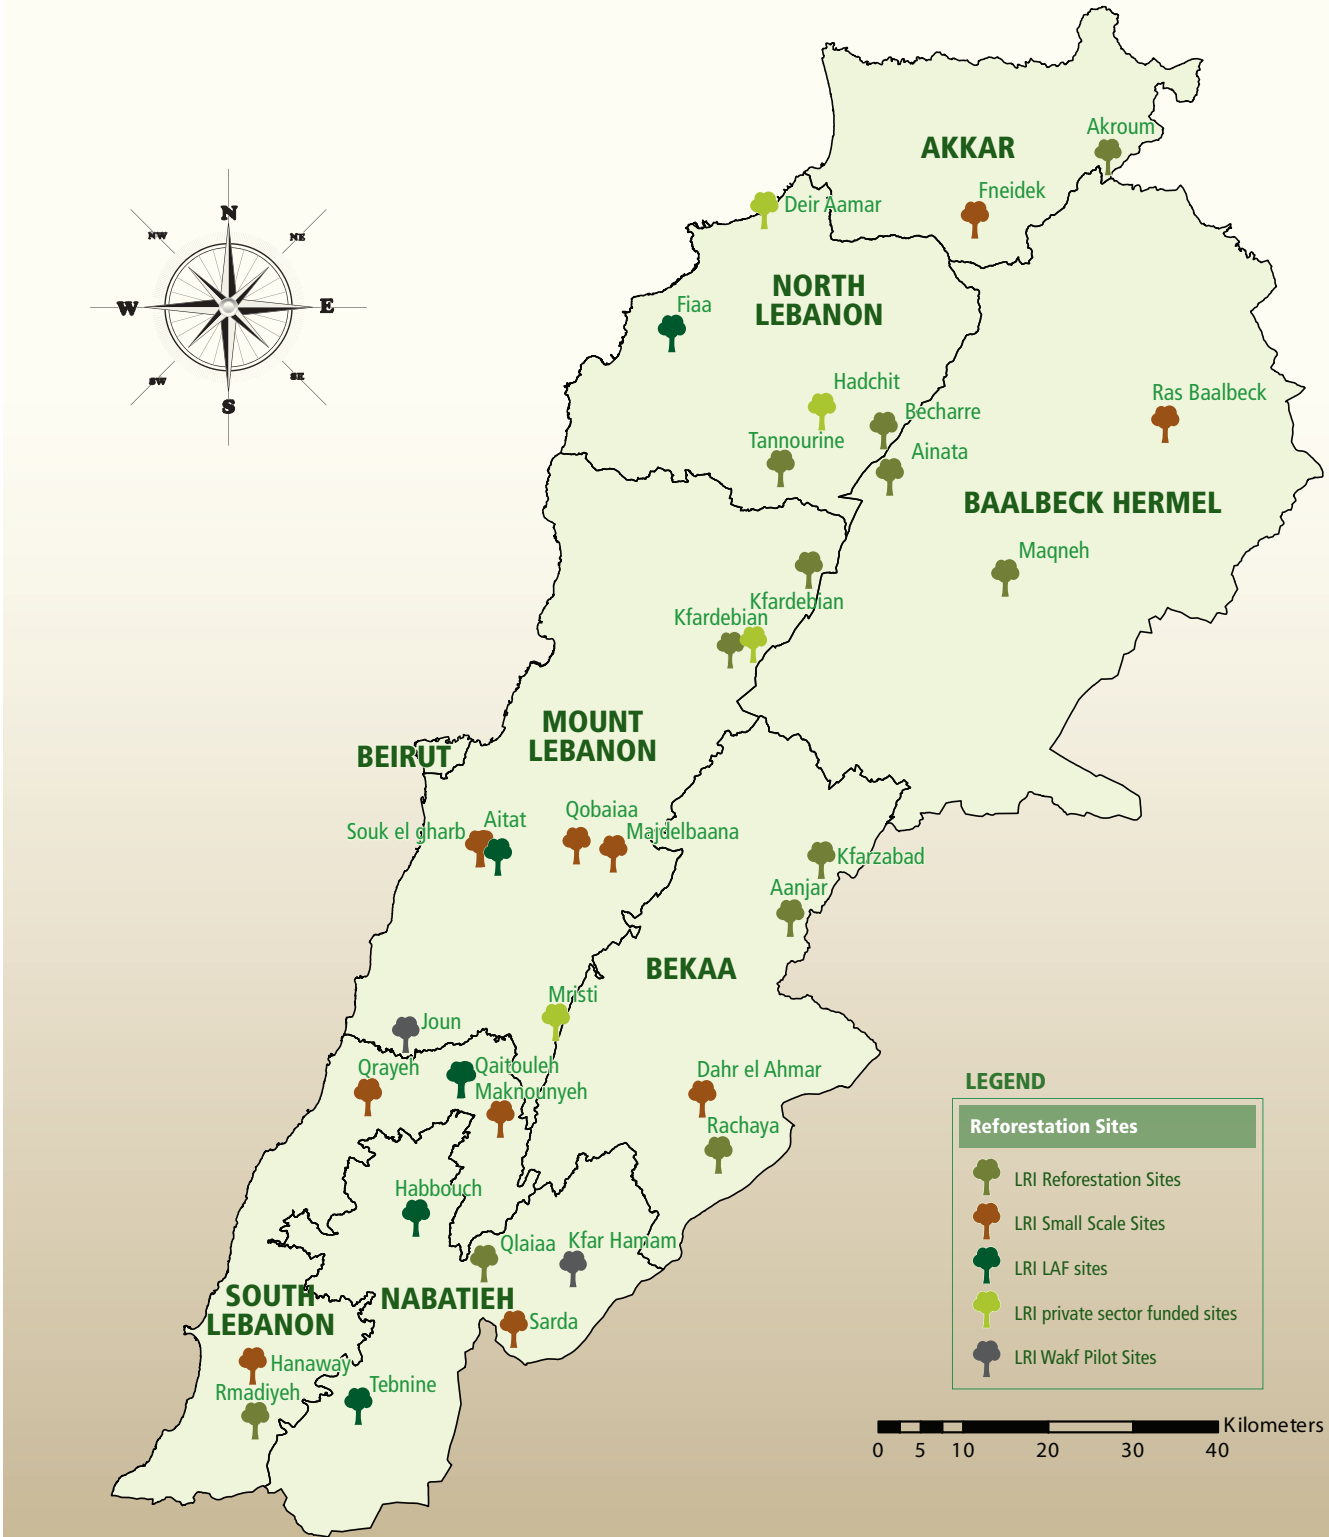 Akroum
AKKAR
Fneidek
Deir Aamar
N
NW
NE
W
E
SW
SE
S
NORTH
LEBANON
Fiaa
Hadchit
Becharre
Ras Baalbeck
Tannourine
Ainata
BAALBECK HERMEL
Maqneh
Kfardebian
Kfardebian
MOUNT
LEBANON
BEIRUT
Qobaiaa
Aitat
Souk el gharb
Majdelbaana
Kfarzabad
Aanjar
BEKAA
Mristi
Joun
Qrayeh
Qaitouleh
Maknounyeh
Dahr el Ahmar
Rachaya
Habbouch
Qlaiaa
Kfar Hamam
SOUTH
LEBANON
NABATIEH
Sarda
Hanaway
Rmadiyeh
Tebnine
LEGEND
Reforestation Sites
LRI Reforestation Sites
LRI Small Scale Sites
LRI LAF sites
LRI private sector funded sites
LRI Wakf Pilot Sites
Kilometers
0 5 10 20 30 40